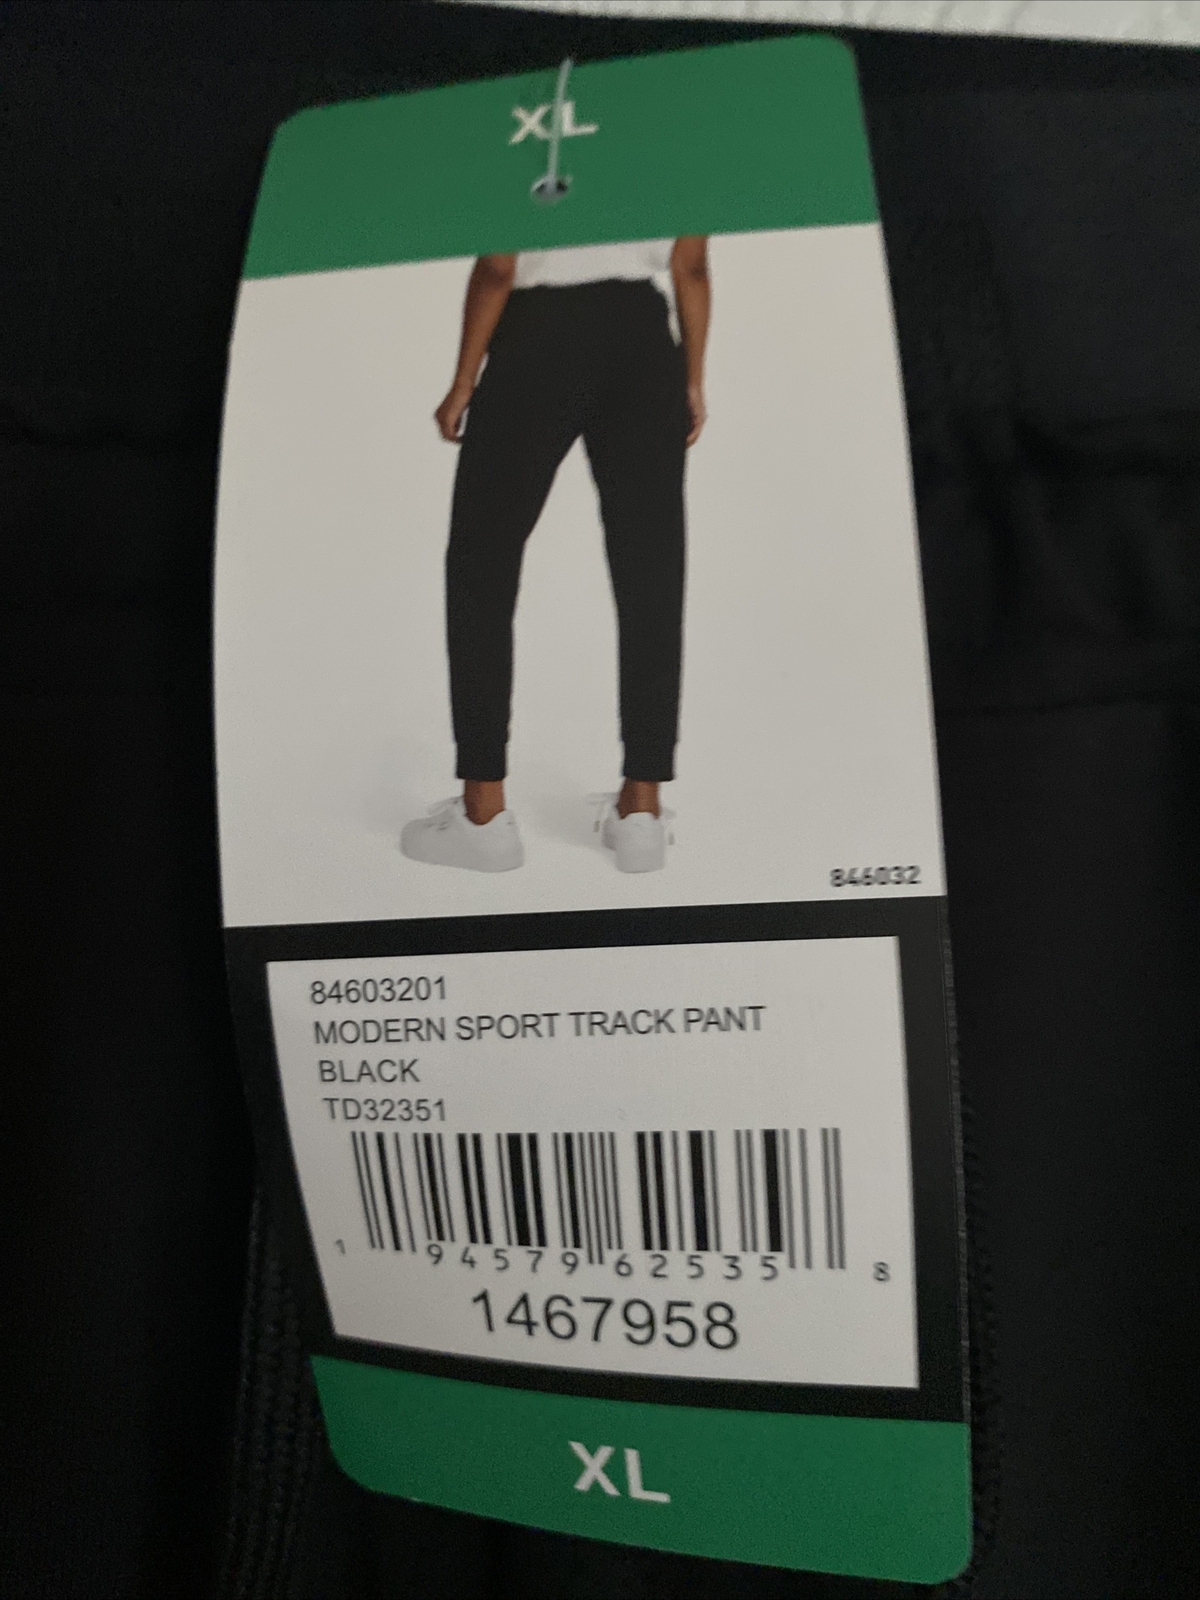 XL
846032
84603201
MODERN SPORT TRACK PANT
BLACK
TD32351
1 94579 62535 8
1467958
XL